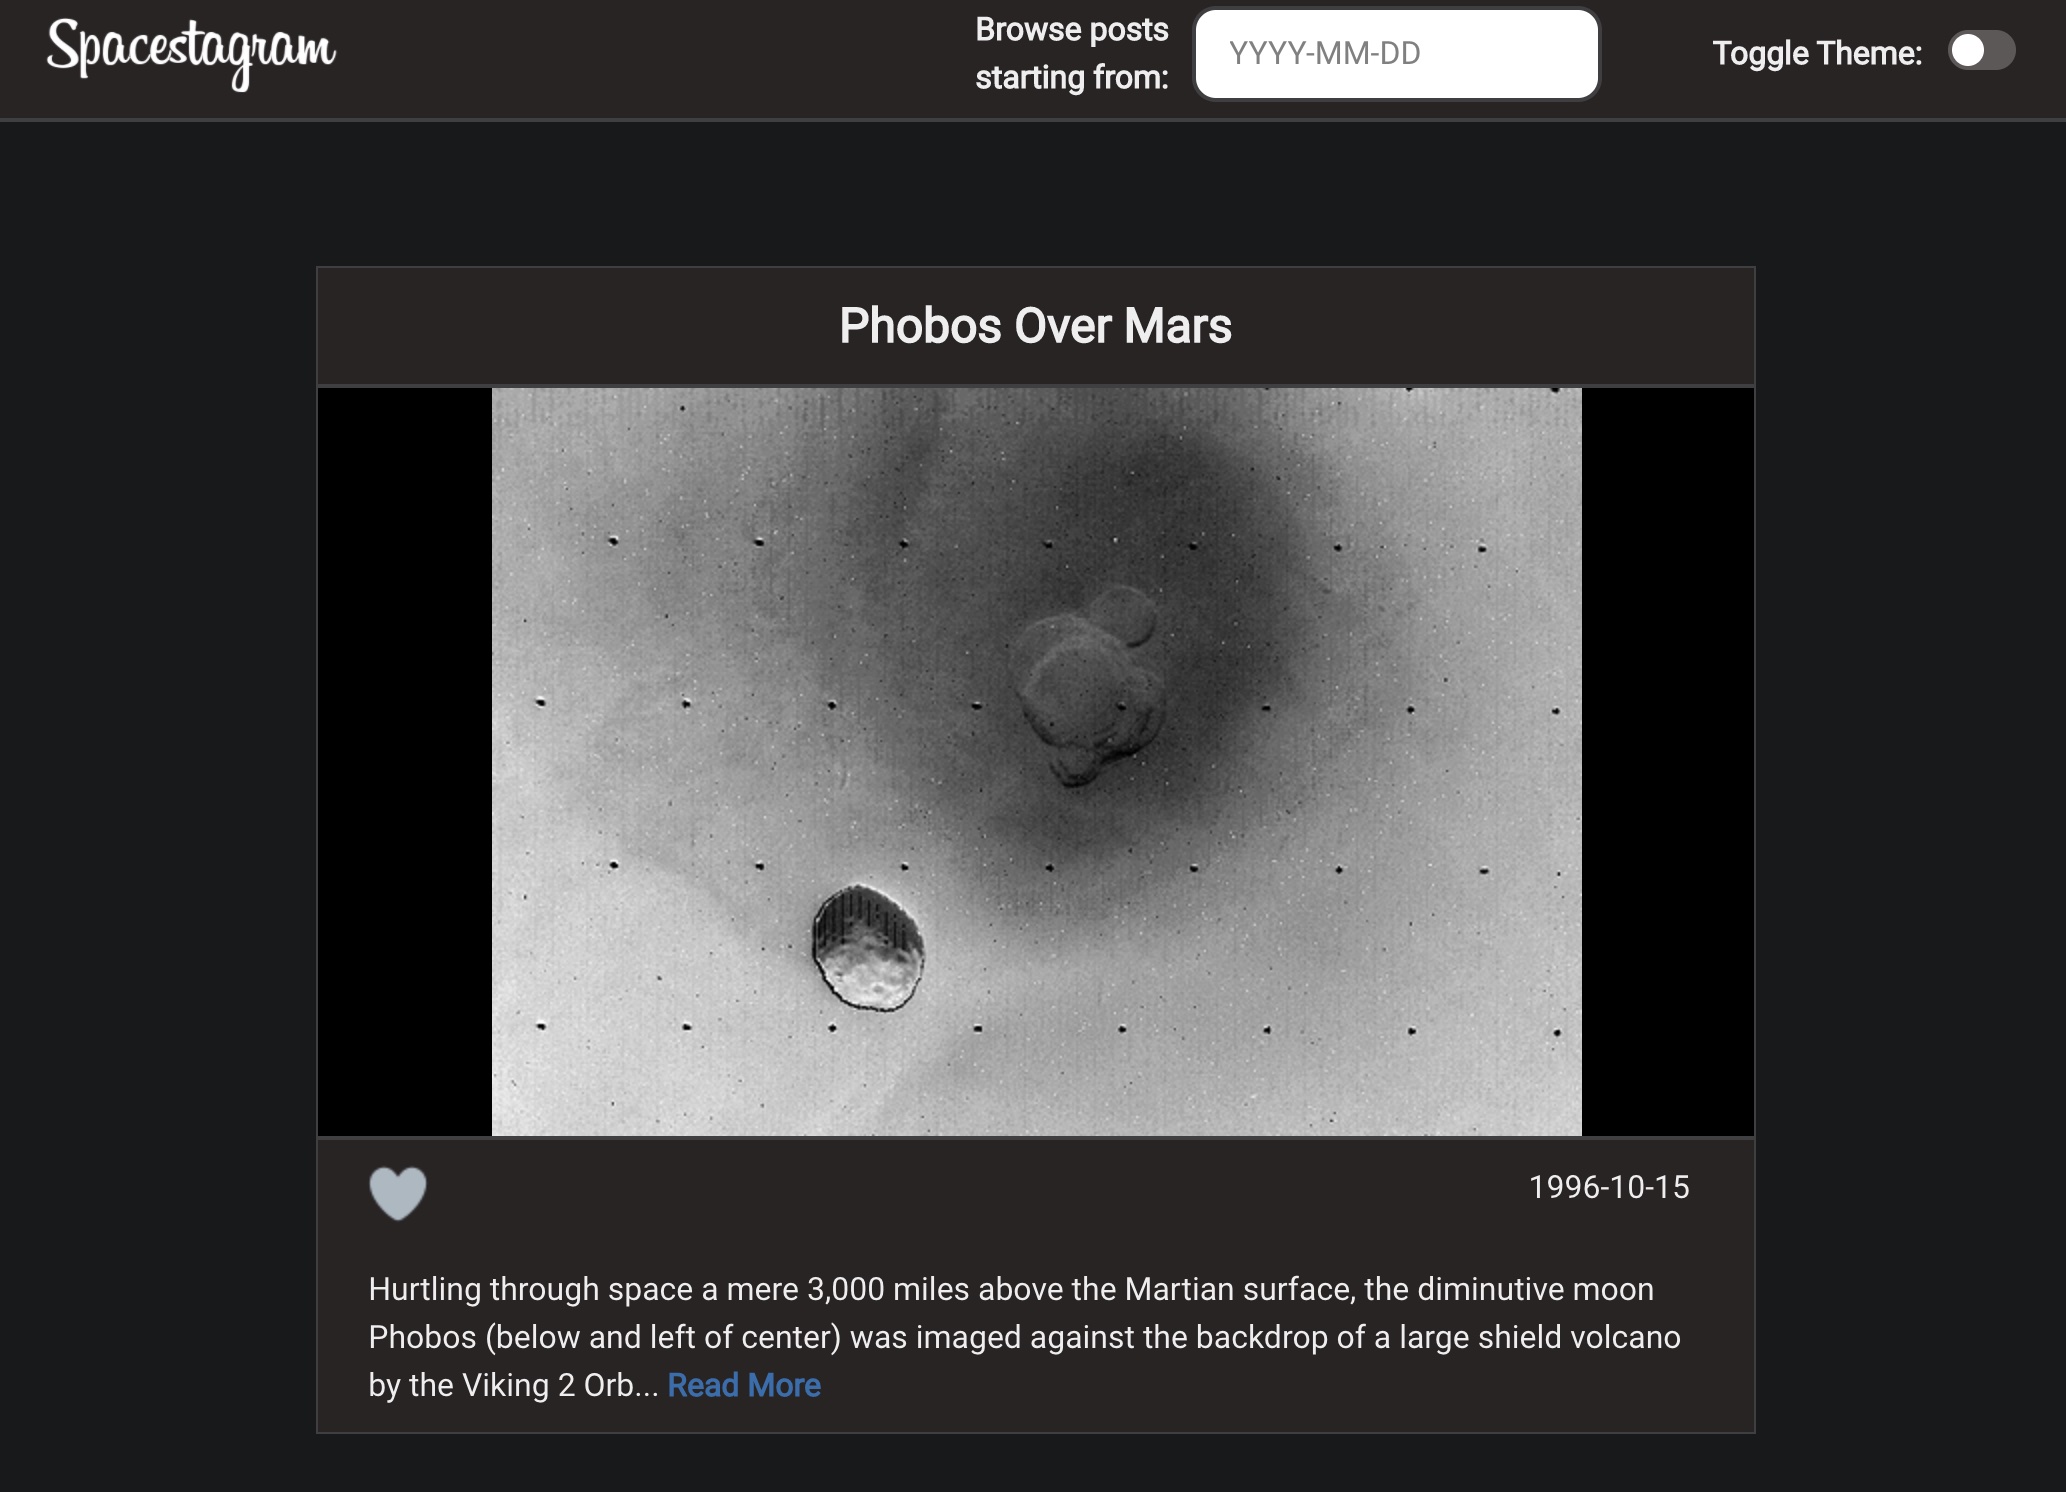 Spacestagram
Browse posts
starting from:
YYYY-MM-DD
Toggle Theme:
Phobos Over Mars
1996-10-15
Hurtling through space a mere 3,000 miles above the Martian surface, the diminutive moon
Phobos (below and left of center) was imaged against the backdrop of a large shield volcano
by the Viking 2 Orb... Read More